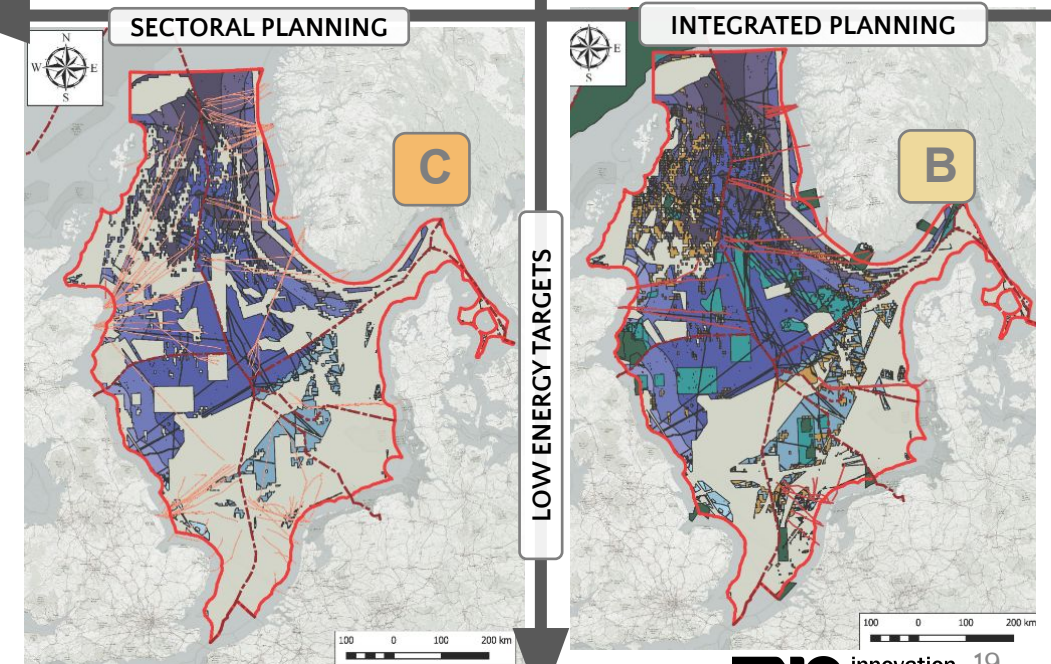 SECTORAL PLANNING
INTEGRATED PLANNING
N
W E
S
E
S
C
B
LOW ENERGY TARGETS
100 0 100 200 km
100 0 100 200 km
innovation 19